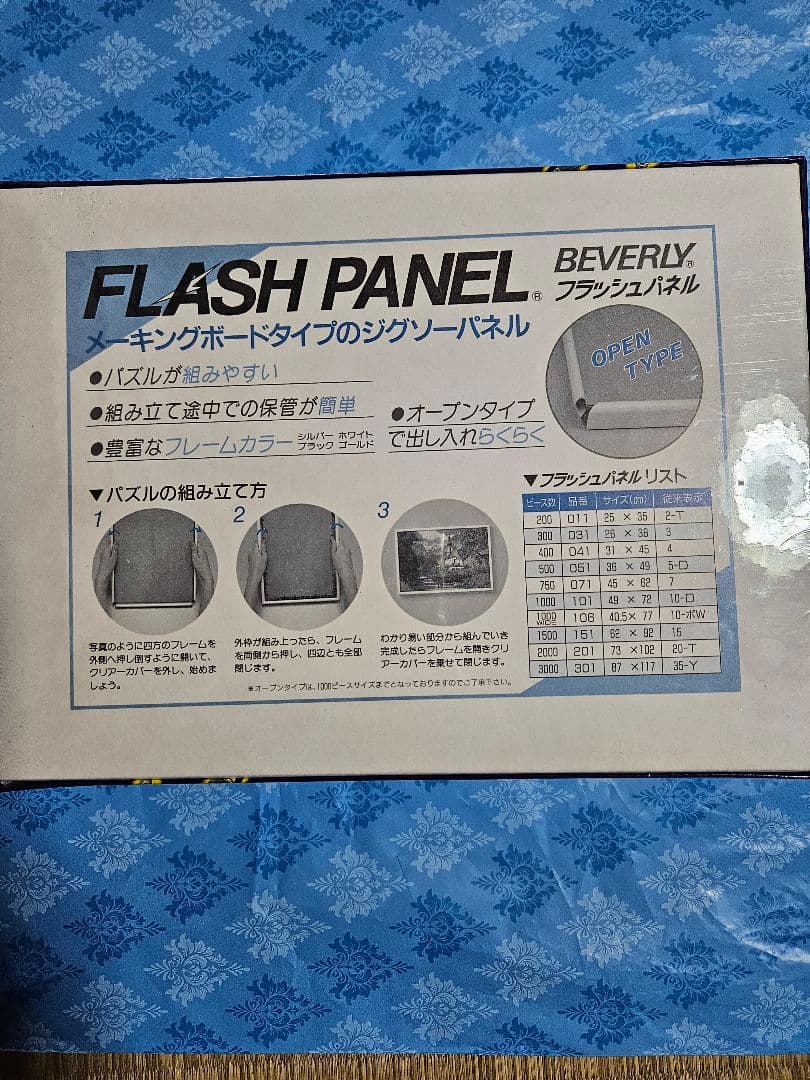 FLASH PANEL®
BEVERLY®
フラッシュパネル
メーキングボードタイプのジグソーパネル
●パズルが組みやすい
●組み立て途中での保管が簡単
●豊富なフレームカラー シルバー ホワイト
ブラック ゴールド
●オープンタイプ
で出し入れらくらく
OPEN
TYPE
▼パズルの組み立て方
1
2
3
写真のように四方のフレームを
外側へ押し倒すように開いて、
クリアーカバーを外し、始めま
しょう。
外枠が組み上ったら、フレーム
を両側から押し、四辺とも全部
閉じます。
わかり易い部分から組んでいき
完成したらフレームを開きクリ
アーカバーを乗せて閉じます。
※オープンタイプは、1000ピースサイズまでとなっておりますのでご了承下さい。
▼フラッシュパネルリスト
ピース数 品番 サイズ(cm) 従来表示
200 011 25 × 35 2-T
300 031 26 × 38 3
400 041 31 × 45 4
500 051 36 × 49 5-D
750 071 45 × 62 7
1000 101 49 × 72 10-D
1000 WIDE 106 40.5× 77 10-ボW
1500 151 62 × 92 15
2000 201 73 ×102 20-T
3000 301 87 ×117 35-Y